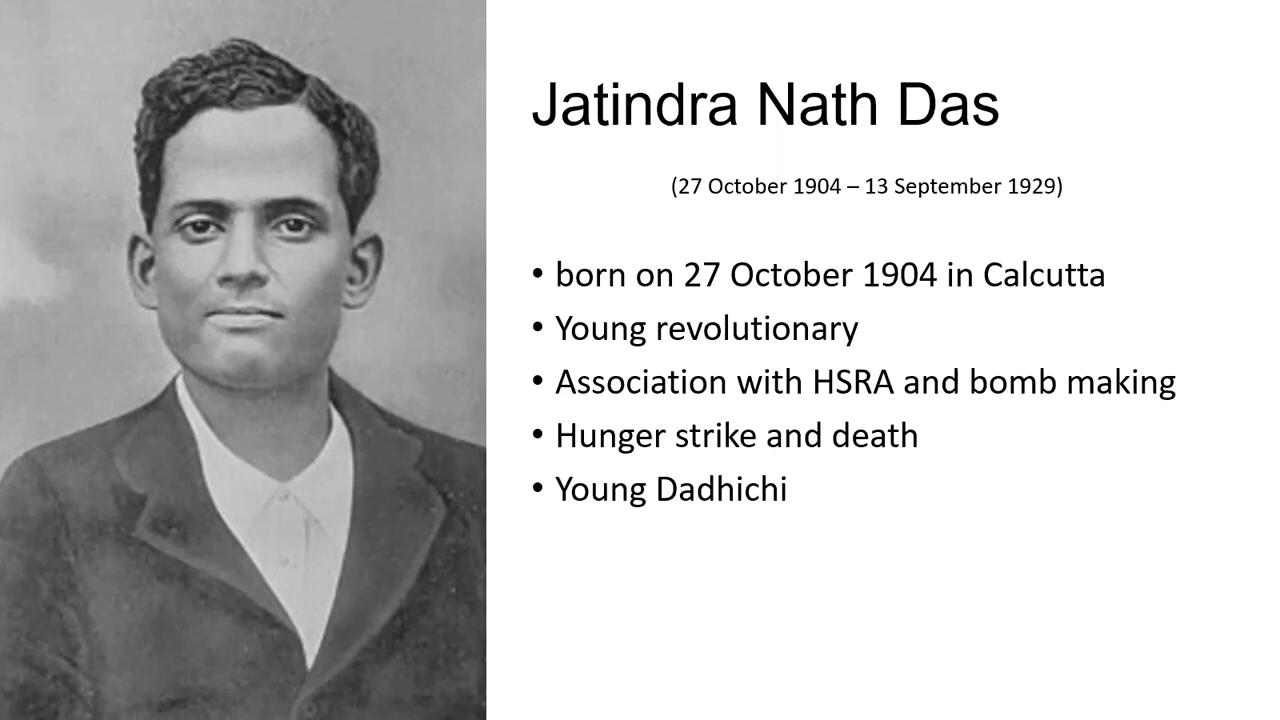 Jatindra Nath Das
(27 October 1904 – 13 September 1929)
• born on 27 October 1904 in Calcutta
• Young revolutionary
• Association with HSRA and bomb making
• Hunger strike and death
• Young Dadhichi